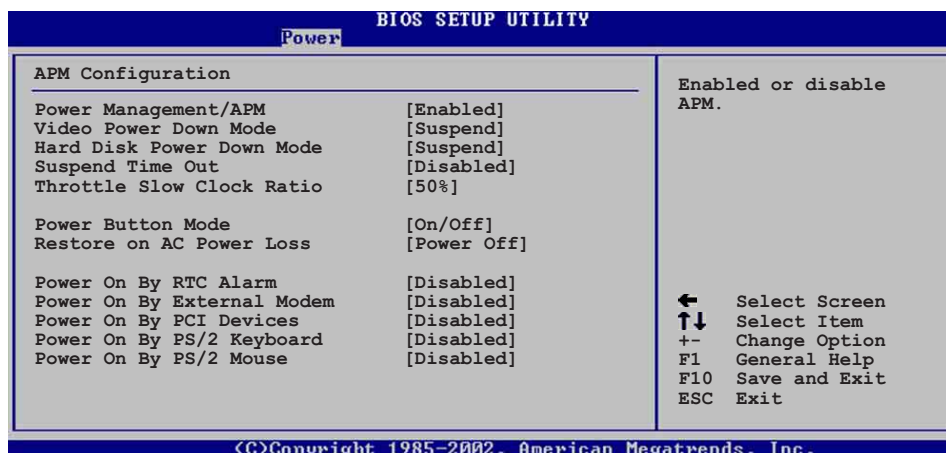 BIOS SETUP UTILITY
Power
APM Configuration
Power Management/APM [Enabled]
Video Power Down Mode [Suspend]
Hard Disk Power Down Mode [Suspend]
Suspend Time Out [Disabled]
Throttle Slow Clock Ratio [50%]
Power Button Mode [On/Off]
Restore on AC Power Loss [Power Off]
Power On By RTC Alarm [Disabled]
Power On By External Modem [Disabled]
Power On By PCI Devices [Disabled]
Power On By PS/2 Keyboard [Disabled]
Power On By PS/2 Mouse [Disabled]
Enabled or disable
APM.
← Select Screen
↑↓ Select Item
+- Change Option
F1 General Help
F10 Save and Exit
ESC Exit
(C)Copyright 1985-2002, American Megatrends, Inc.